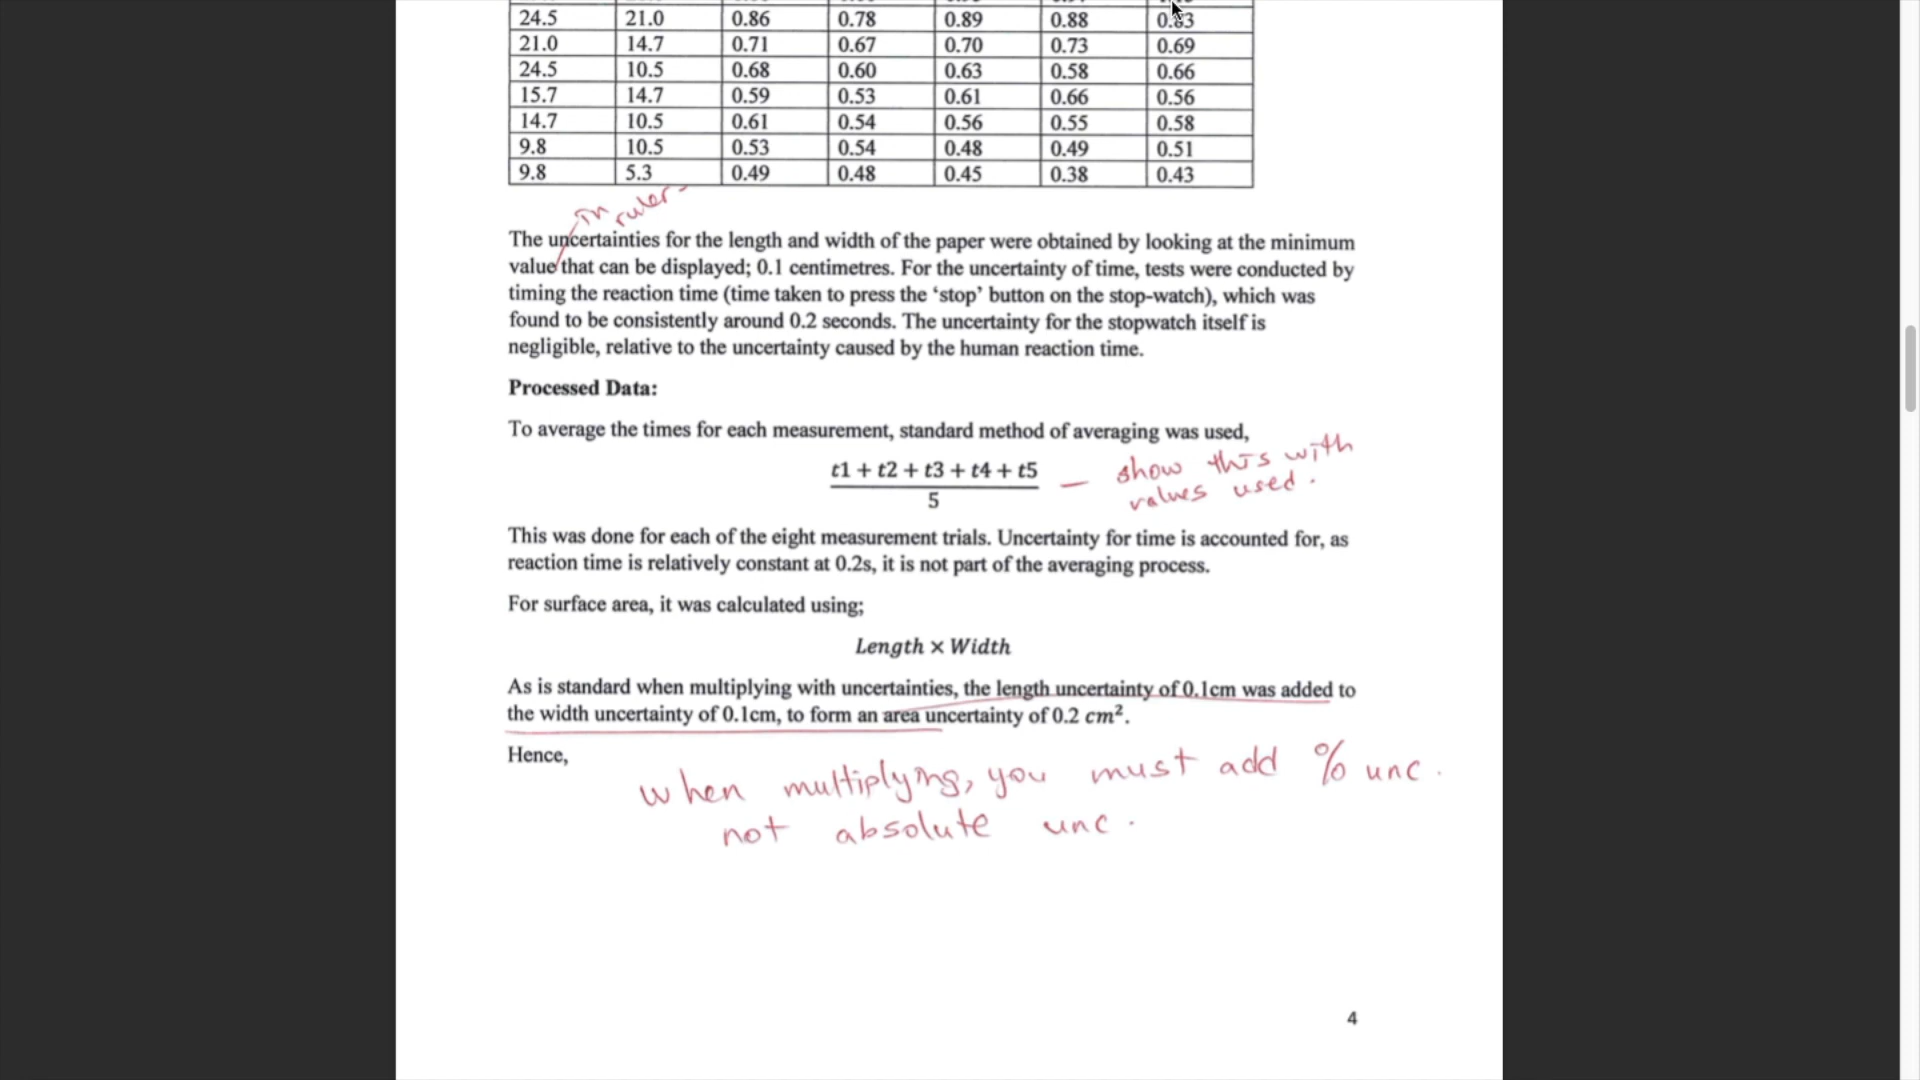 24.5 21.0 0.86 0.78 0.89 0.88 0.83
21.0 14.7 0.71 0.67 0.70 0.73 0.69
24.5 10.5 0.68 0.60 0.63 0.58 0.66
15.7 14.7 0.59 0.53 0.61 0.66 0.56
14.7 10.5 0.61 0.54 0.56 0.55 0.58
9.8 10.5 0.53 0.54 0.48 0.49 0.51
9.8 5.3 0.49 0.48 0.45 0.38 0.43
in ruler
The uncertainties for the length and width of the paper were obtained by looking at the minimum
value that can be displayed; 0.1 centimetres. For the uncertainty of time, tests were conducted by
timing the reaction time (time taken to press the ‘stop’ button on the stop-watch), which was
found to be consistently around 0.2 seconds. The uncertainty for the stopwatch itself is
negligible, relative to the uncertainty caused by the human reaction time.
Processed Data:
To average the times for each measurement, standard method of averaging was used,
t1 + t2 + t3 + t4 + t5
5
— show this with
values used.
This was done for each of the eight measurement trials. Uncertainty for time is accounted for, as
reaction time is relatively constant at 0.2s, it is not part of the averaging process.
For surface area, it was calculated using;
Length × Width
As is standard when multiplying with uncertainties, the length uncertainty of 0.1cm was added to
the width uncertainty of 0.1cm, to form an area uncertainty of 0.2 cm².
Hence,
when multiplying, you must add % unc.
not absolute unc.
4